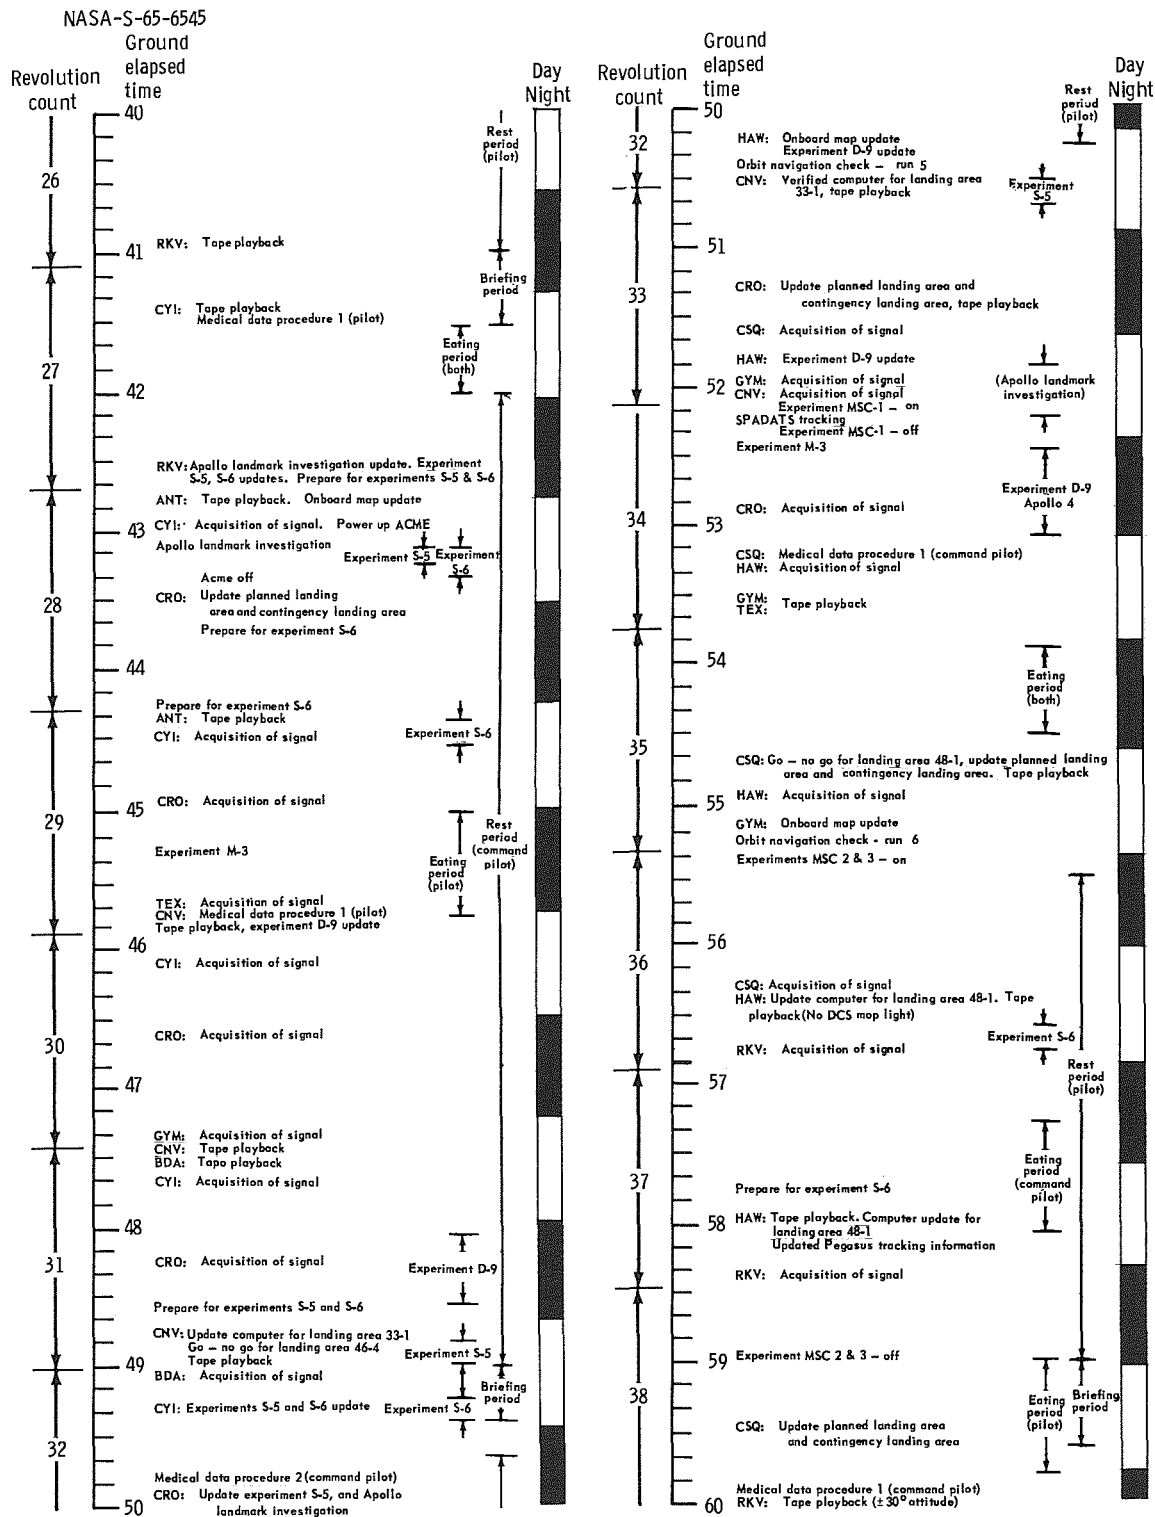 NASA-S-65-6545
Revolution
count
Ground
elapsed
time
Day
Night
40
Rest
period
(pilot)
26
RKV: Tape playback
41
Briefing
period
CYI: Tape playback
Medical data procedure 1 (pilot)
Eating
period
(both)
27
42
RKV: Apollo landmark investigation update. Experiment
S-5, S-6 updates. Prepare for experiments S-5 & S-6
ANT: Tape playback. Onboard map update
43
CYI: Acquisition of signal. Power up ACME
Apollo landmark investigation
Experiment S-5
Experiment
S-6
Acme off
28
CRO: Update planned landing
area and contingency landing area
Prepare for experiment S-6
44
Prepare for experiment S-6
ANT: Tape playback
CYI: Acquisition of signal
Experiment S-6
45
CRO: Acquisition of signal
29
Rest
period
(command
pilot)
Experiment M-3
Eating
period
(pilot)
TEX: Acquisition of signal
CNV: Medical data procedure 1 (pilot)
Tape playback, experiment D-9 update
46
CYI: Acquisition of signal
30
CRO: Acquisition of signal
47
GYM: Acquisition of signal
CNV: Tape playback
BDA: Tape playback
CYI: Acquisition of signal
48
31
CRO: Acquisition of signal
Experiment D-9
Prepare for experiments S-5 and S-6
CNV: Update computer for landing area 33-1
Go – no go for landing area 46-4
Tape playback
Experiment S-5
49
BDA: Acquisition of signal
Briefing
period
CYI: Experiments S-5 and S-6 update
Experiment S-6
32
Medical data procedure 2 (command pilot)
CRO: Update experiment S-5, and Apollo
landmark investigation
50
Revolution
count
Ground
elapsed
time
Day
Night
50
Rest
period
(pilot)
32
HAW: Onboard map update
Experiment D-9 update
Orbit navigation check – run 5
CNV: Verified computer for landing area
33-1, tape playback
Experiment
S-5
51
33
CRO: Update planned landing area and
contingency landing area, tape playback
CSQ: Acquisition of signal
HAW: Experiment D-9 update
52
GYM: Acquisition of signal
CNV: Acquisition of signal
Experiment MSC-1 – on
(Apollo landmark
investigation)
SPADATS tracking
Experiment MSC-1 – off
Experiment M-3
Experiment D-9
Apollo 4
34
53
CRO: Acquisition of signal
CSQ: Medical data procedure 1 (command pilot)
HAW: Acquisition of signal
GYM:
TEX: Tape playback
54
Eating
period
(both)
35
CSQ: Go – no go for landing area 48-1, update planned landing
area and contingency landing area. Tape playback
55
HAW: Acquisition of signal
GYM: Onboard map update
Orbit navigation check - run 6
Experiments MSC 2 & 3 – on
56
36
CSQ: Acquisition of signal
HAW: Update computer for landing area 48-1. Tape
playback (No DCS map light)
Experiment S-6
RKV: Acquisition of signal
Rest
period
(pilot)
57
37
Eating
period
(command
pilot)
Prepare for experiment S-6
58
HAW: Tape playback. Computer update for
landing area 48-1
Updated Pegasus tracking information
RKV: Acquisition of signal
59
Experiment MSC 2 & 3 – off
38
Eating
period
(pilot)
Briefing
period
CSQ: Update planned landing area
and contingency landing area
Medical data procedure 1 (command pilot)
60
RKV: Tape playback (±30° attitude)